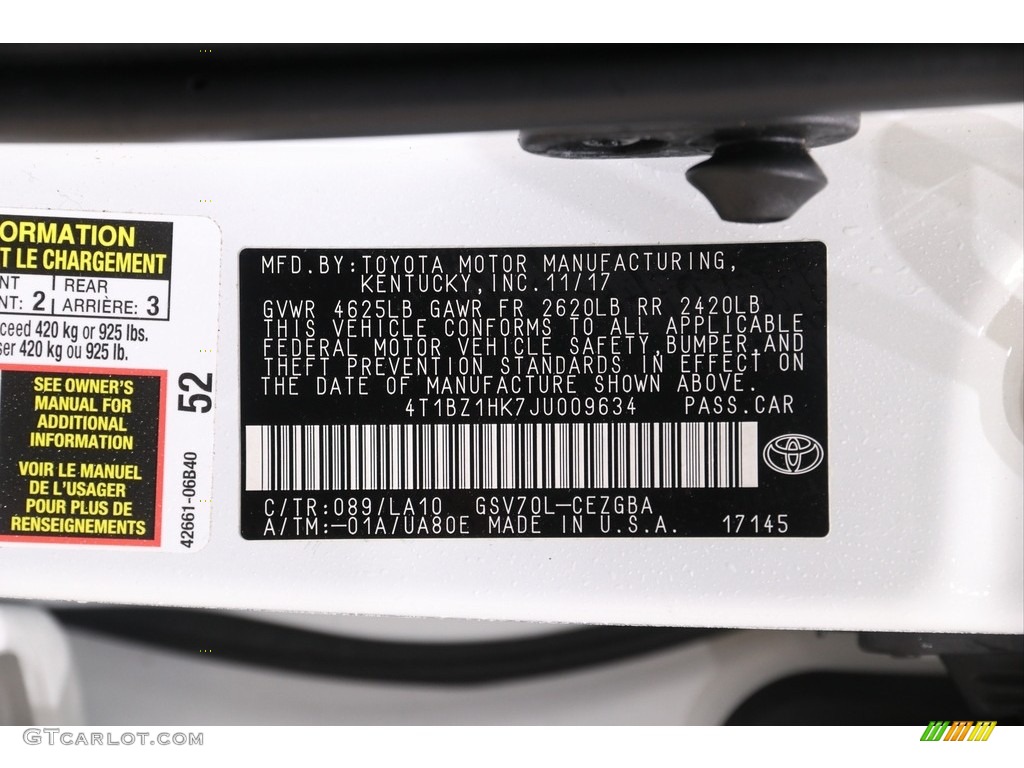 ORMATION
T LE CHARGEMENT
NT 2 REAR
NT: ARRIÈRE: 3
ceed 420 kg or 925 lbs.
ser 420 kg ou 925 lb.
SEE OWNER'S
MANUAL FOR
ADDITIONAL
INFORMATION
VOIR LE MANUEL
DE L'USAGER
POUR PLUS DE
RENSEIGNEMENTS
52
42661-06B40
MFD.BY:TOYOTA MOTOR MANUFACTURING,
KENTUCKY,INC.11/17
GVWR 4625LB GAWR FR 2620LB RR 2420LB
THIS VEHICLE CONFORMS TO ALL APPLICABLE
FEDERAL MOTOR VEHICLE SAFETY,BUMPER,AND
THEFT PREVENTION STANDARDS IN EFFECT ON
THE DATE OF MANUFACTURE SHOWN ABOVE.
4T1BZ1HK7JU009634 PASS.CAR
C/TR:089/LA10 GSV70L-CEZGBA
A/TM:-01A/UA80E MADE IN U.S.A. 17145
GTCarLot.com